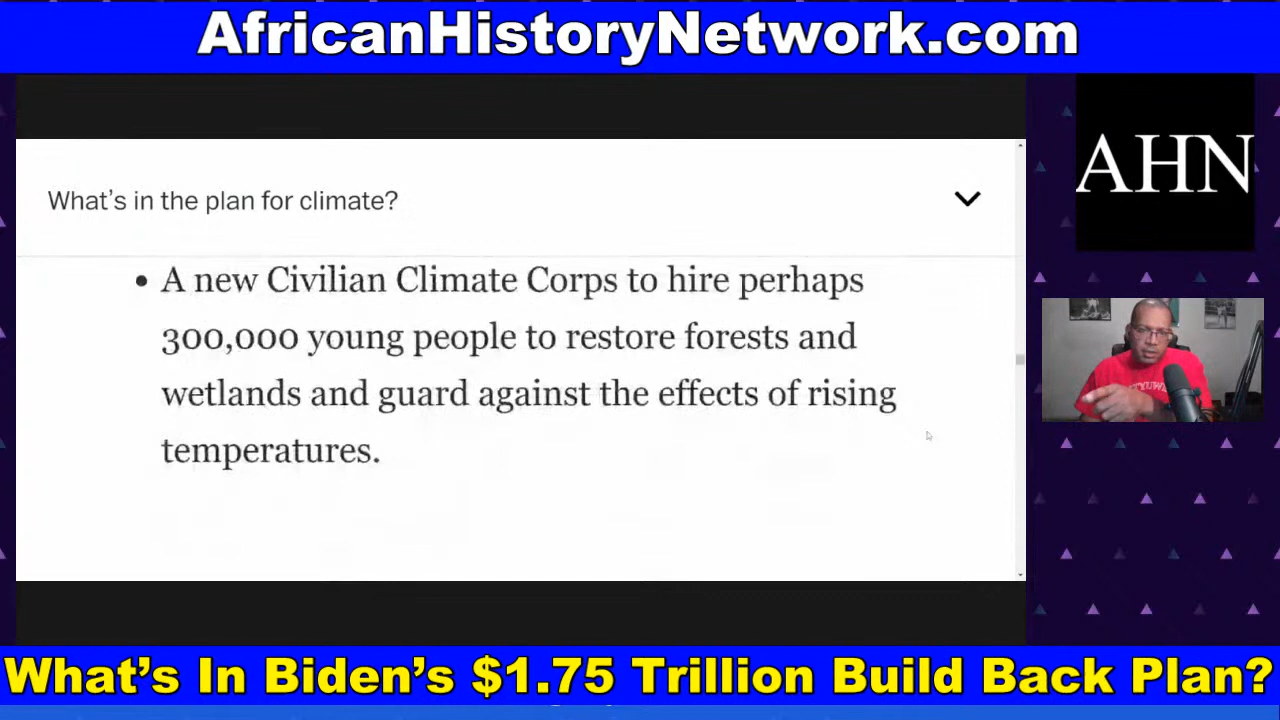 AfricanHistoryNetwork.com
AHN
What's in the plan for climate?
• A new Civilian Climate Corps to hire perhaps
300,000 young people to restore forests and
wetlands and guard against the effects of rising
temperatures.
What's In Biden's $1.75 Trillion Build Back Plan?